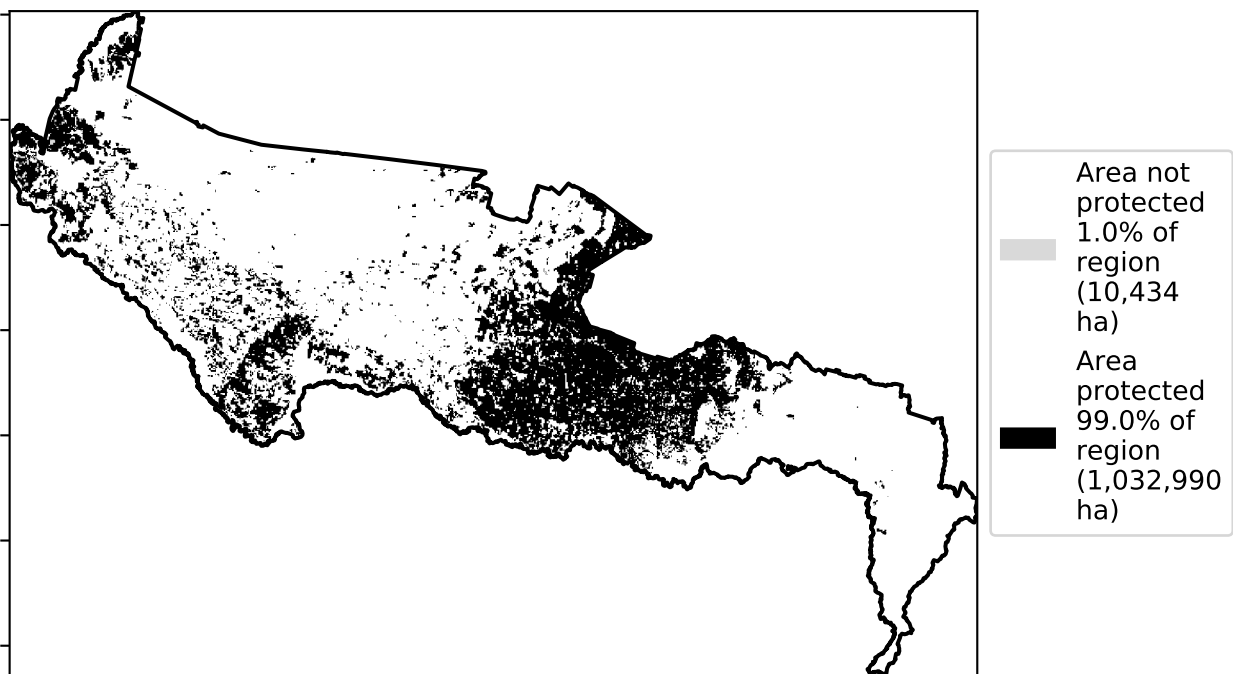 Area not
protected
1.0% of
region
(10,434
ha)
Area
protected
99.0% of
region
(1,032,990
ha)